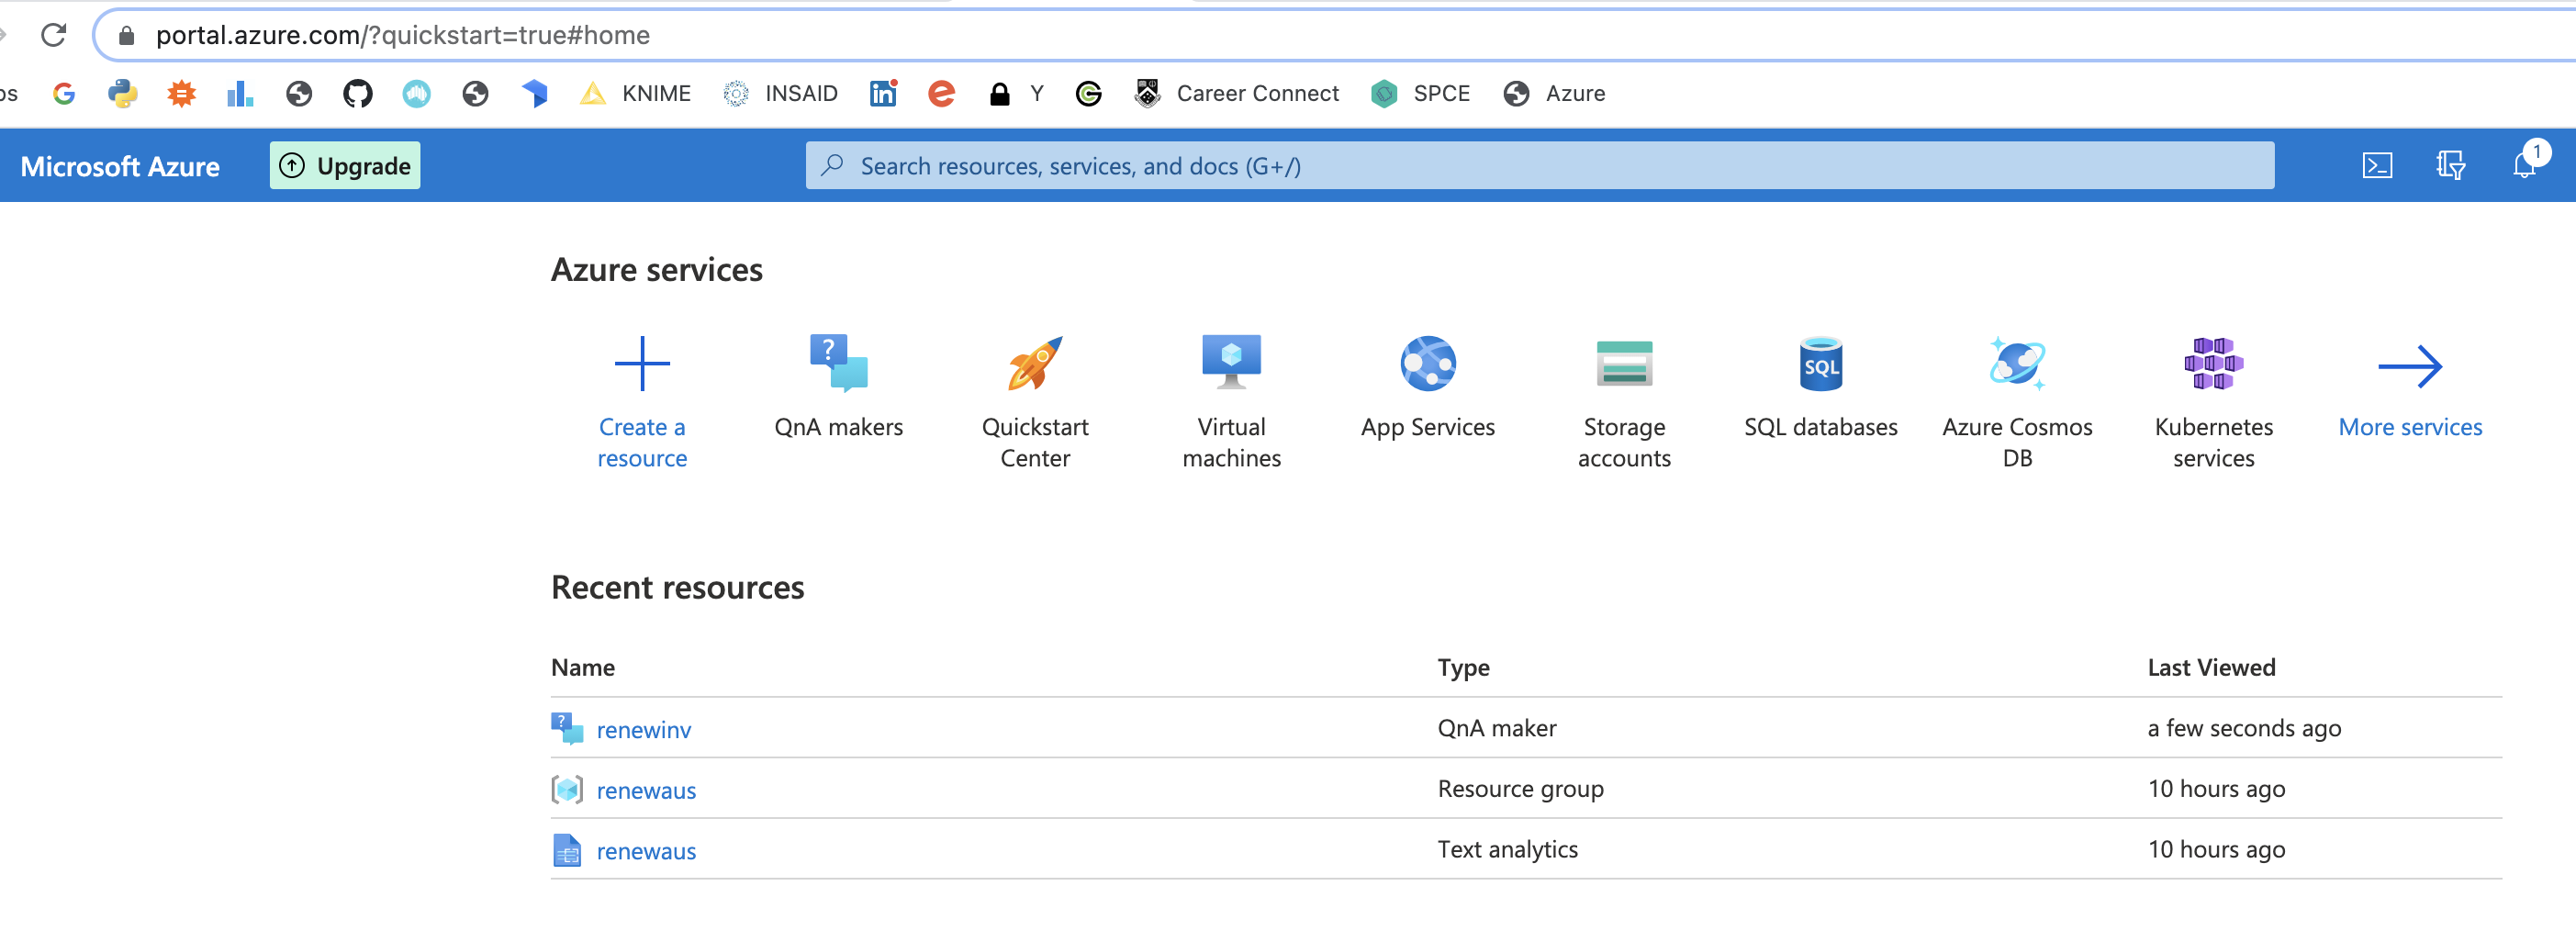 portal.azure.com/?quickstart=true#home
ps KNIME INSAID in Y Career Connect SPCE Azure
Microsoft Azure Upgrade Search resources, services, and docs (G+/) 1
Azure services
Create a resource
QnA makers
Quickstart Center
Virtual machines
App Services
Storage accounts
SQL
SQL databases
Azure Cosmos DB
Kubernetes services
More services
Recent resources
Name Type Last Viewed
renewinv QnA maker a few seconds ago
renewaus Resource group 10 hours ago
renewaus Text analytics 10 hours ago